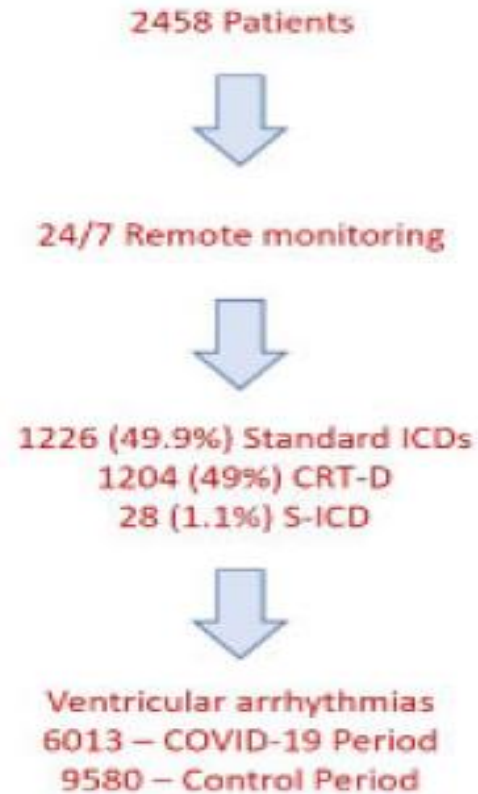 2458 Patients
24/7 Remote monitoring
1226 (49.9%) Standard ICDs
1204 (49%) CRT-D
28 (1.1%) S-ICD
Ventricular arrhythmias
6013 – COVID-19 Period
9580 – Control Period